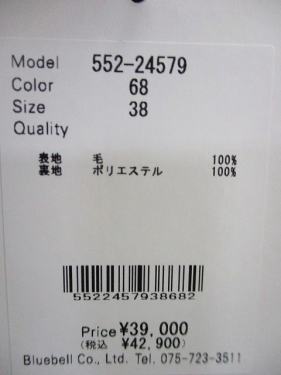 Model 552-24579
Color 68
Size 38
Quality
表地 毛 100%
裏地 ポリエステル 100%
5522457938682
Price ¥39,000
(税込 ¥42,900)
Bluebell Co., Ltd. Tel. 075-723-3511